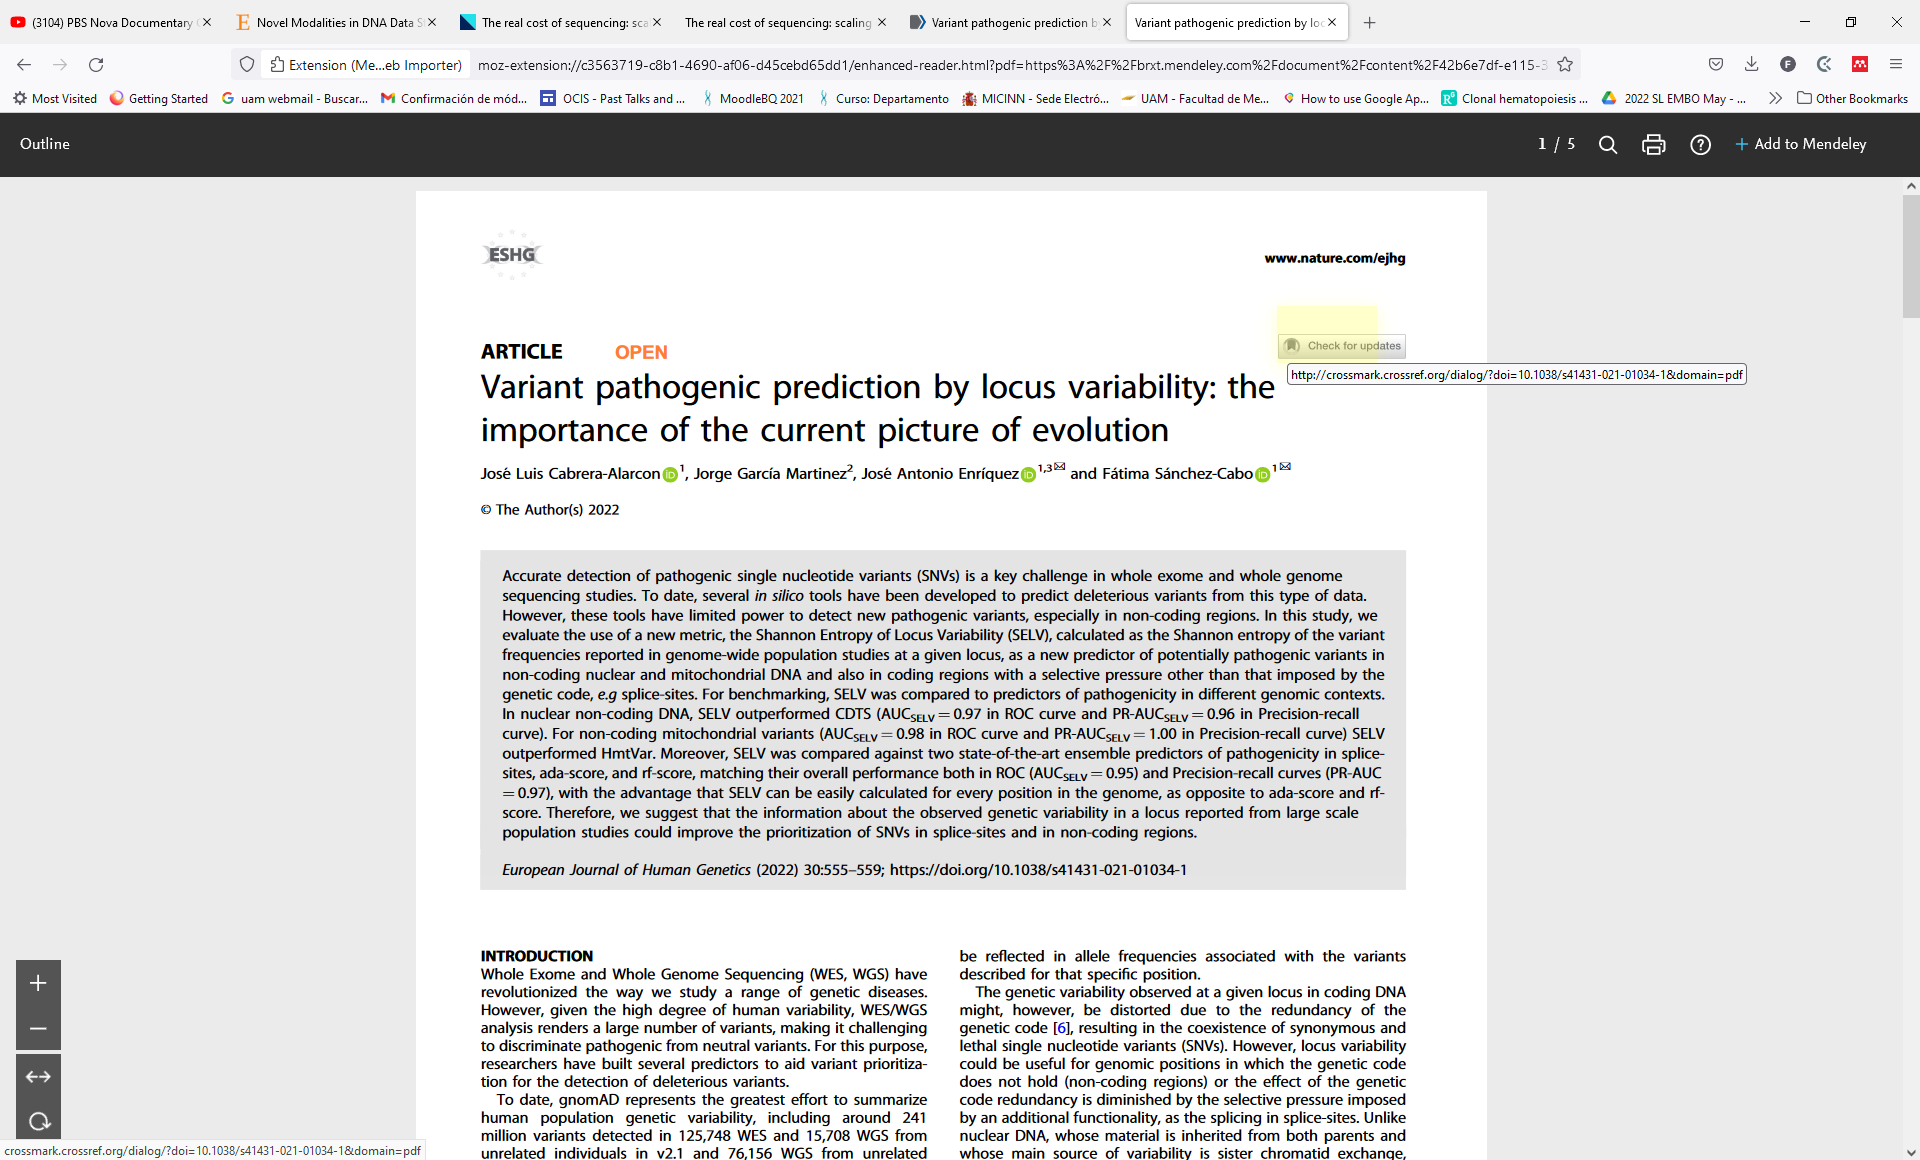 (3104) PBS Nova Documentary
Novel Modalities in DNA Data S
The real cost of sequencing: sca
The real cost of sequencing: scaling
Variant pathogenic prediction b
Variant pathogenic prediction by loc
Extension (Me...eb Importer)
moz-extension://c3563719-c8b1-4690-af06-d45cebd65dd1/enhanced-reader.html?pdf=https%3A%2F%2Fbrxt.mendeley.com%2Fdocument%2Fcontent%2F42b6e7df-e115-3
Most Visited
Getting Started
uam webmail - Buscar...
Confirmación de mód...
OCIS - Past Talks and ...
MoodleBQ 2021
Curso: Departamento
MICINN - Sede Electró...
UAM - Facultad de Me...
How to use Google Ap...
Clonal hematopoiesis ...
2022 SL EMBO May - ...
Other Bookmarks
Outline
1 / 5
+ Add to Mendeley
ESHG
www.nature.com/ejhg
ARTICLE OPEN
Check for updates
http://crossmark.crossref.org/dialog/?doi=10.1038/s41431-021-01034-1&domain=pdf
Variant pathogenic prediction by locus variability: the
importance of the current picture of evolution
José Luis Cabrera-Alarcon iD 1, Jorge García Martinez2, José Antonio Enríquez iD 1,3✉ and Fátima Sánchez-Cabo iD 1✉
© The Author(s) 2022
Accurate detection of pathogenic single nucleotide variants (SNVs) is a key challenge in whole exome and whole genome
sequencing studies. To date, several in silico tools have been developed to predict deleterious variants from this type of data.
However, these tools have limited power to detect new pathogenic variants, especially in non-coding regions. In this study, we
evaluate the use of a new metric, the Shannon Entropy of Locus Variability (SELV), calculated as the Shannon entropy of the variant
frequencies reported in genome-wide population studies at a given locus, as a new predictor of potentially pathogenic variants in
non-coding nuclear and mitochondrial DNA and also in coding regions with a selective pressure other than that imposed by the
genetic code, e.g splice-sites. For benchmarking, SELV was compared to predictors of pathogenicity in different genomic contexts.
In nuclear non-coding DNA, SELV outperformed CDTS (AUCSELV = 0.97 in ROC curve and PR-AUCSELV = 0.96 in Precision-recall
curve). For non-coding mitochondrial variants (AUCSELV = 0.98 in ROC curve and PR-AUCSELV = 1.00 in Precision-recall curve) SELV
outperformed HmtVar. Moreover, SELV was compared against two state-of-the-art ensemble predictors of pathogenicity in splice-
sites, ada-score, and rf-score, matching their overall performance both in ROC (AUCSELV = 0.95) and Precision-recall curves (PR-AUC
= 0.97), with the advantage that SELV can be easily calculated for every position in the genome, as opposite to ada-score and rf-
score. Therefore, we suggest that the information about the observed genetic variability in a locus reported from large scale
population studies could improve the prioritization of SNVs in splice-sites and in non-coding regions.
European Journal of Human Genetics (2022) 30:555–559; https://doi.org/10.1038/s41431-021-01034-1
INTRODUCTION
Whole Exome and Whole Genome Sequencing (WES, WGS) have
revolutionized the way we study a range of genetic diseases.
However, given the high degree of human variability, WES/WGS
analysis renders a large number of variants, making it challenging
to discriminate pathogenic from neutral variants. For this purpose,
researchers have built several predictors to aid variant prioritiza-
tion for the detection of deleterious variants.
To date, gnomAD represents the greatest effort to summarize
human population genetic variability, including around 241
million variants detected in 125,748 WES and 15,708 WGS from
unrelated individuals in v2.1 and 76,156 WGS from unrelated
be reflected in allele frequencies associated with the variants
described for that specific position.
The genetic variability observed at a given locus in coding DNA
might, however, be distorted due to the redundancy of the
genetic code [6], resulting in the coexistence of synonymous and
lethal single nucleotide variants (SNVs). However, locus variability
could be useful for genomic positions in which the genetic code
does not hold (non-coding regions) or the effect of the genetic
code redundancy is diminished by the selective pressure imposed
by an additional functionality, as the splicing in splice-sites. Unlike
nuclear DNA, whose material is inherited from both parents and
whose main source of variability is sister chromatid exchange,
crossmark.crossref.org/dialog/?doi=10.1038/s41431-021-01034-1&domain=pdf